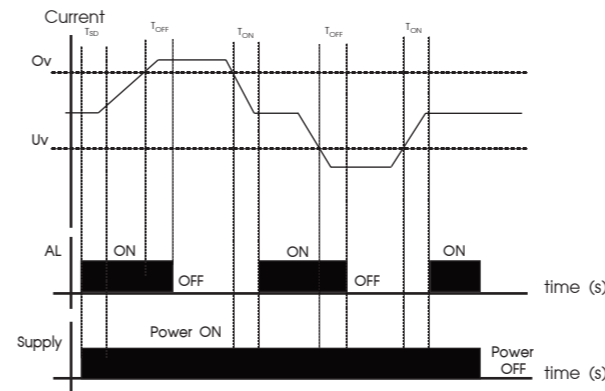 Current
TSD TOFF TON TOFF TON
Ov
Uv
AL ON ON ON
OFF OFF time (s)
Supply Power ON
Power
OFF
time (s)